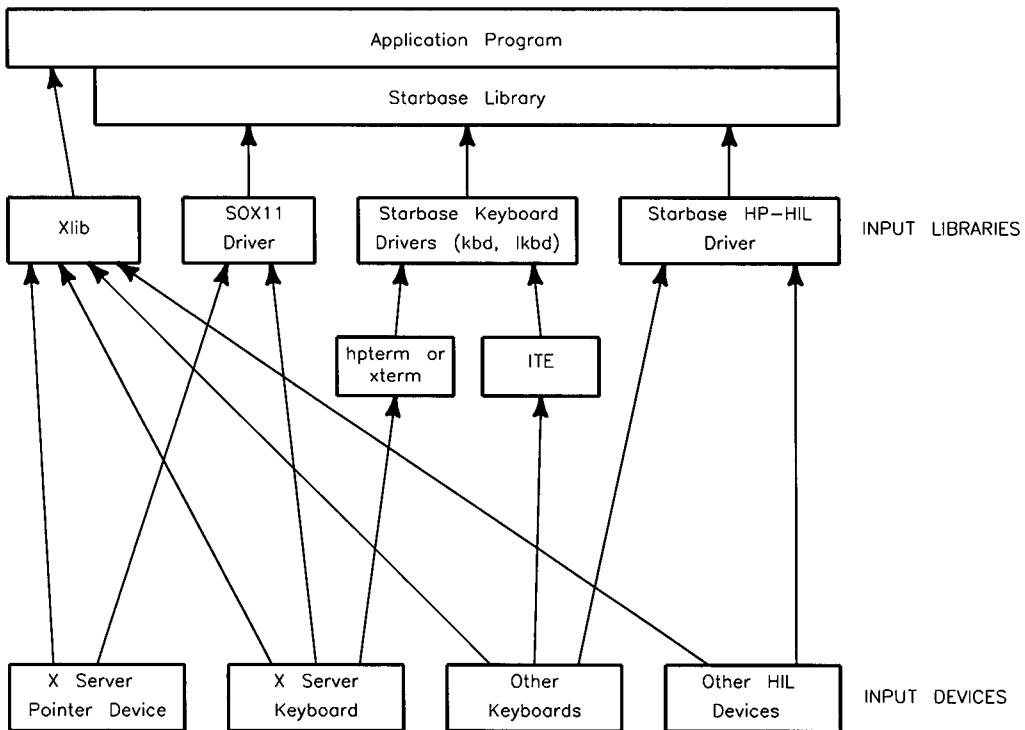 Application Program
Starbase Library
Xlib
SOX11
Driver
Starbase Keyboard
Drivers (kbd, lkbd)
Starbase HP-HIL
Driver
INPUT LIBRARIES
hpterm or
xterm
ITE
X Server
Pointer Device
X Server
Keyboard
Other
Keyboards
Other HIL
Devices
INPUT DEVICES